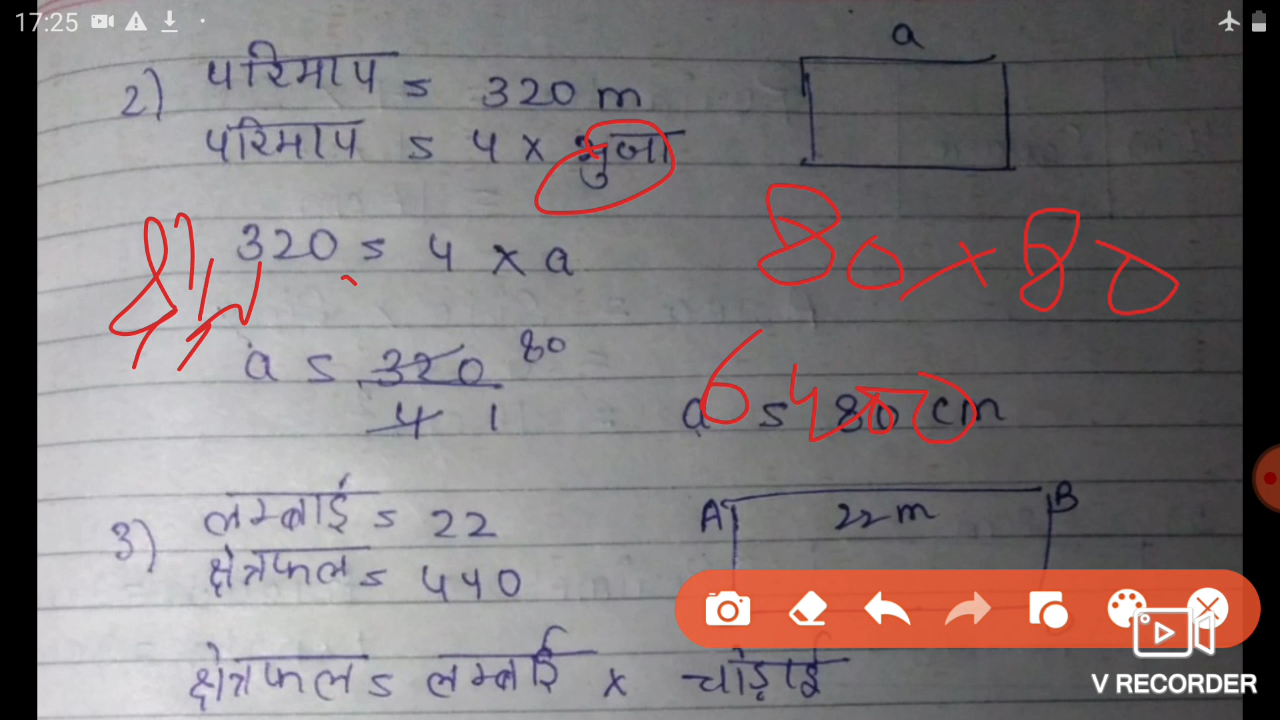 17:25
a
2) परिमाप = 320 m
परिमाप = 4 x भुजा
320 = 4 x a
80 x 80
a = 320 80
4 1
a = 80 cm
6400
3) लम्बाई = 22
A 22 m B
क्षेत्रफल = 440
क्षेत्रफल = लम्बाई x चौड़ाई
V RECORDER